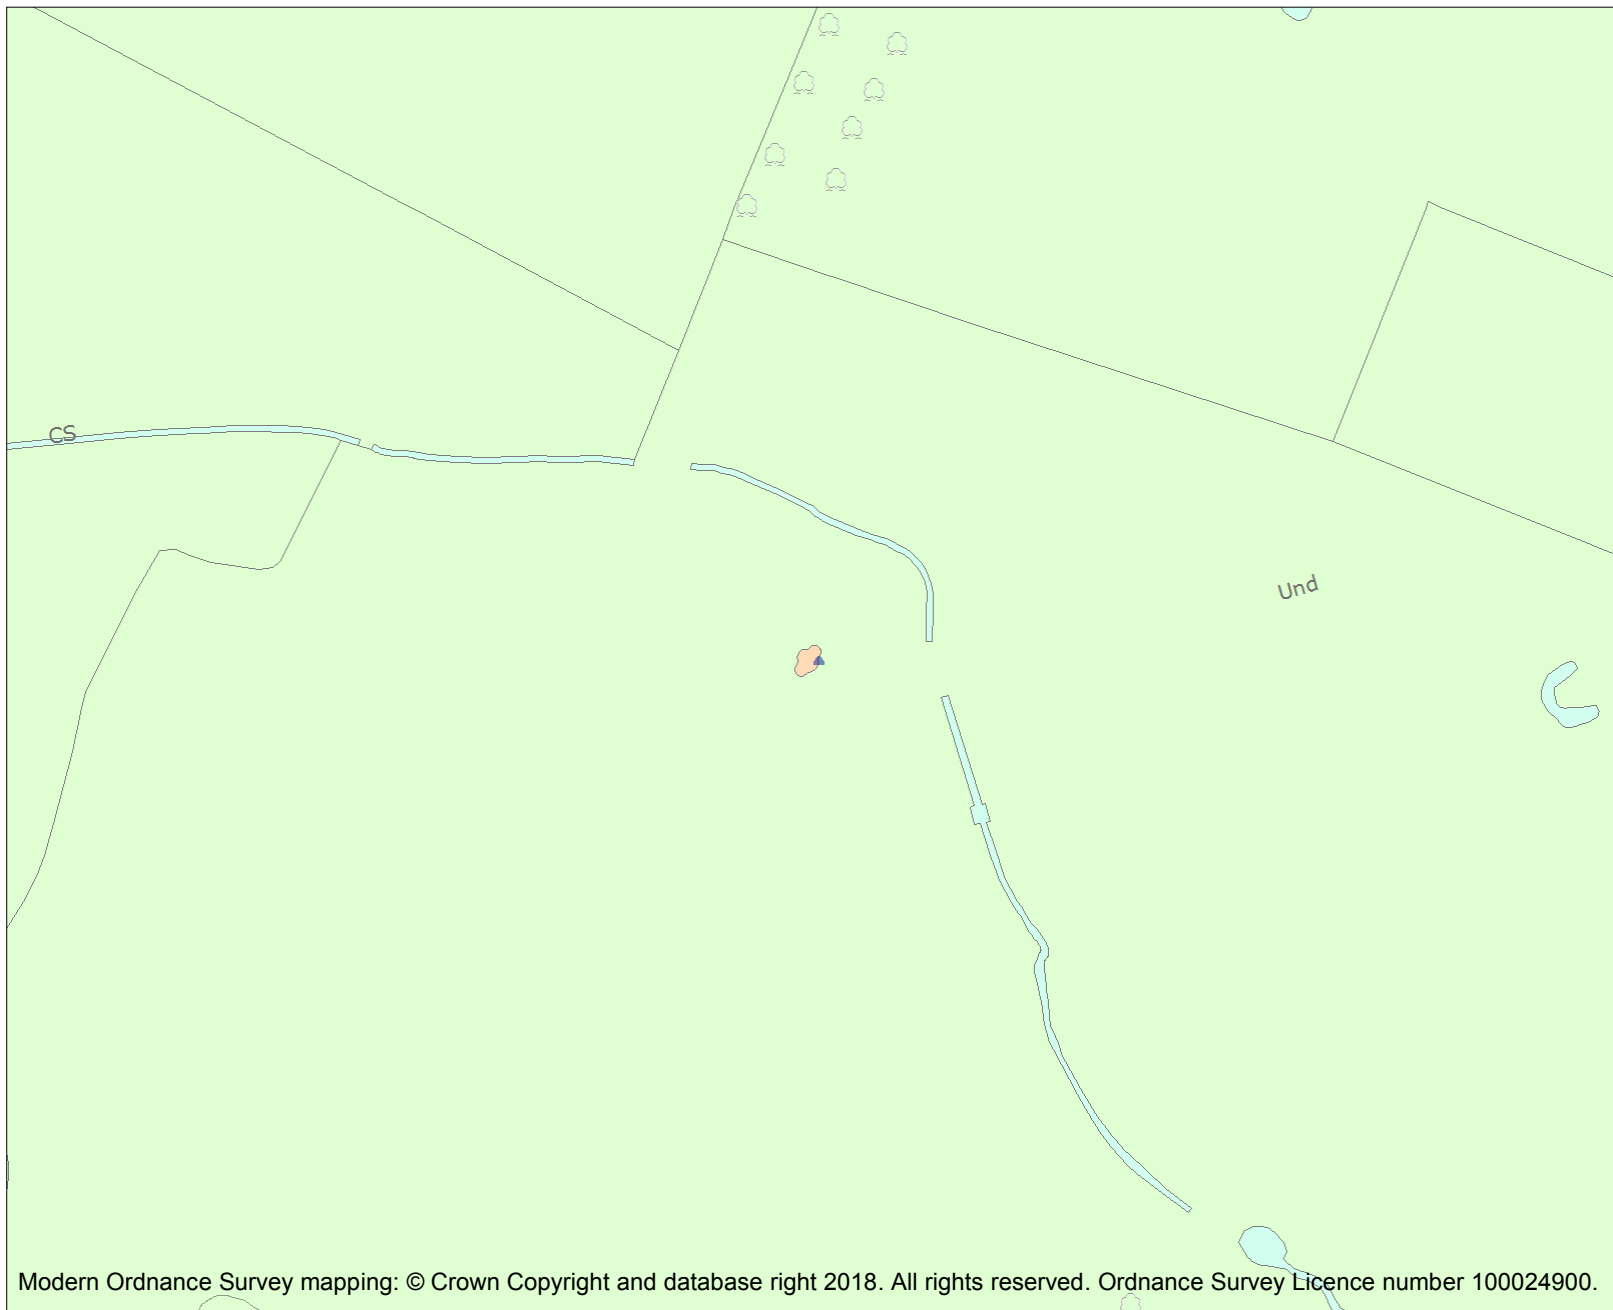 CS
Und
Modern Ordnance Survey mapping: © Crown Copyright and database right 2018. All rights reserved. Ordnance Survey Licence number 100024900.